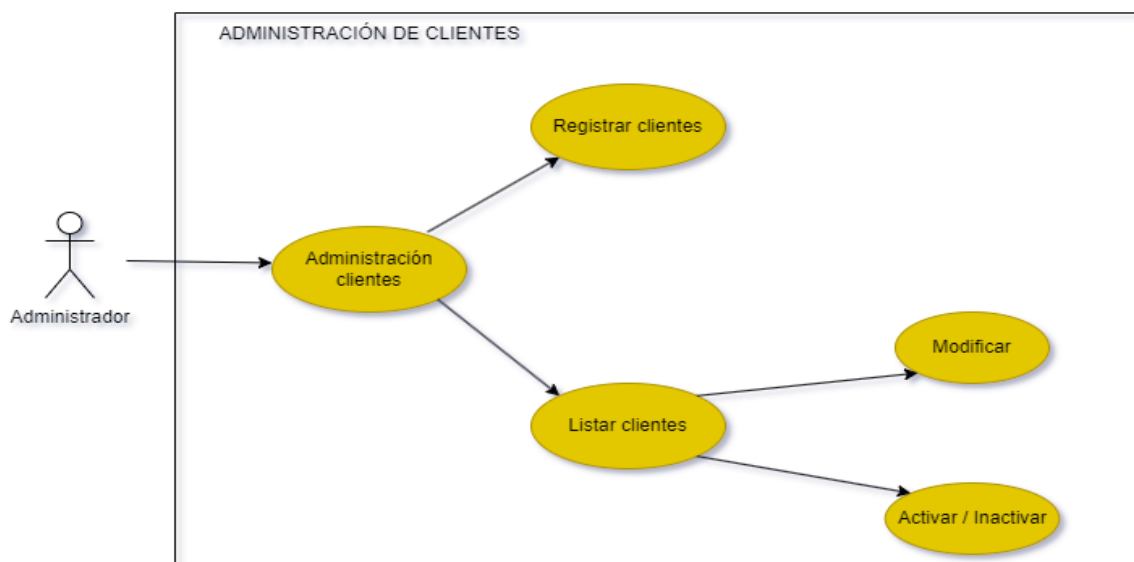 ADMINISTRACIÓN DE CLIENTES
Registrar clientes
Administración
clientes
Administrador
Modificar
Listar clientes
Activar / Inactivar